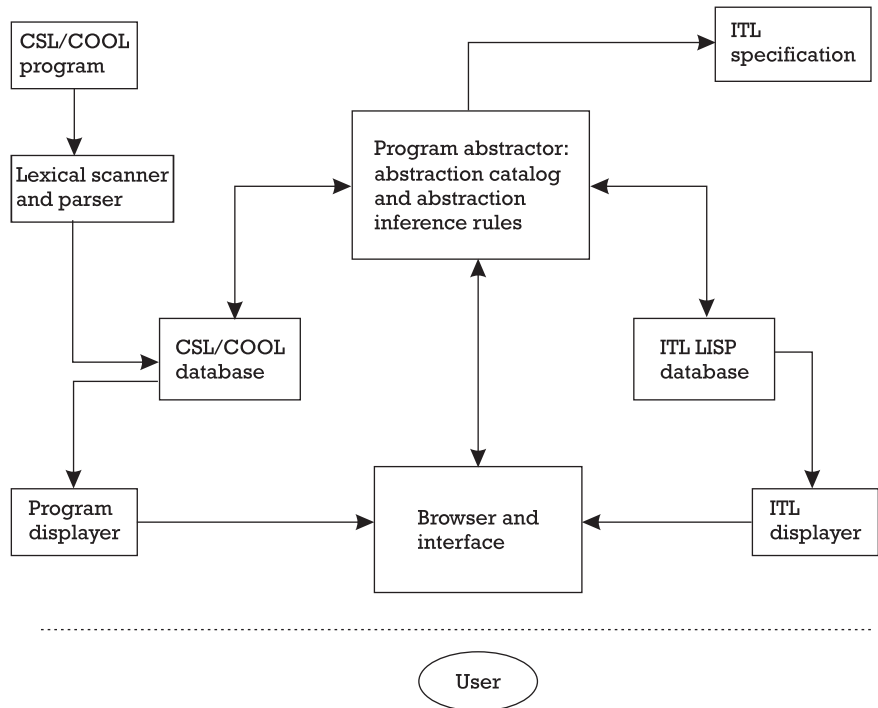 CSL/COOL
program
ITL
specification
Program abstractor:
abstraction catalog
and abstraction
inference rules
Lexical scanner
and parser
CSL/COOL
database
ITL LISP
database
Program
displayer
Browser and
interface
ITL
displayer
User